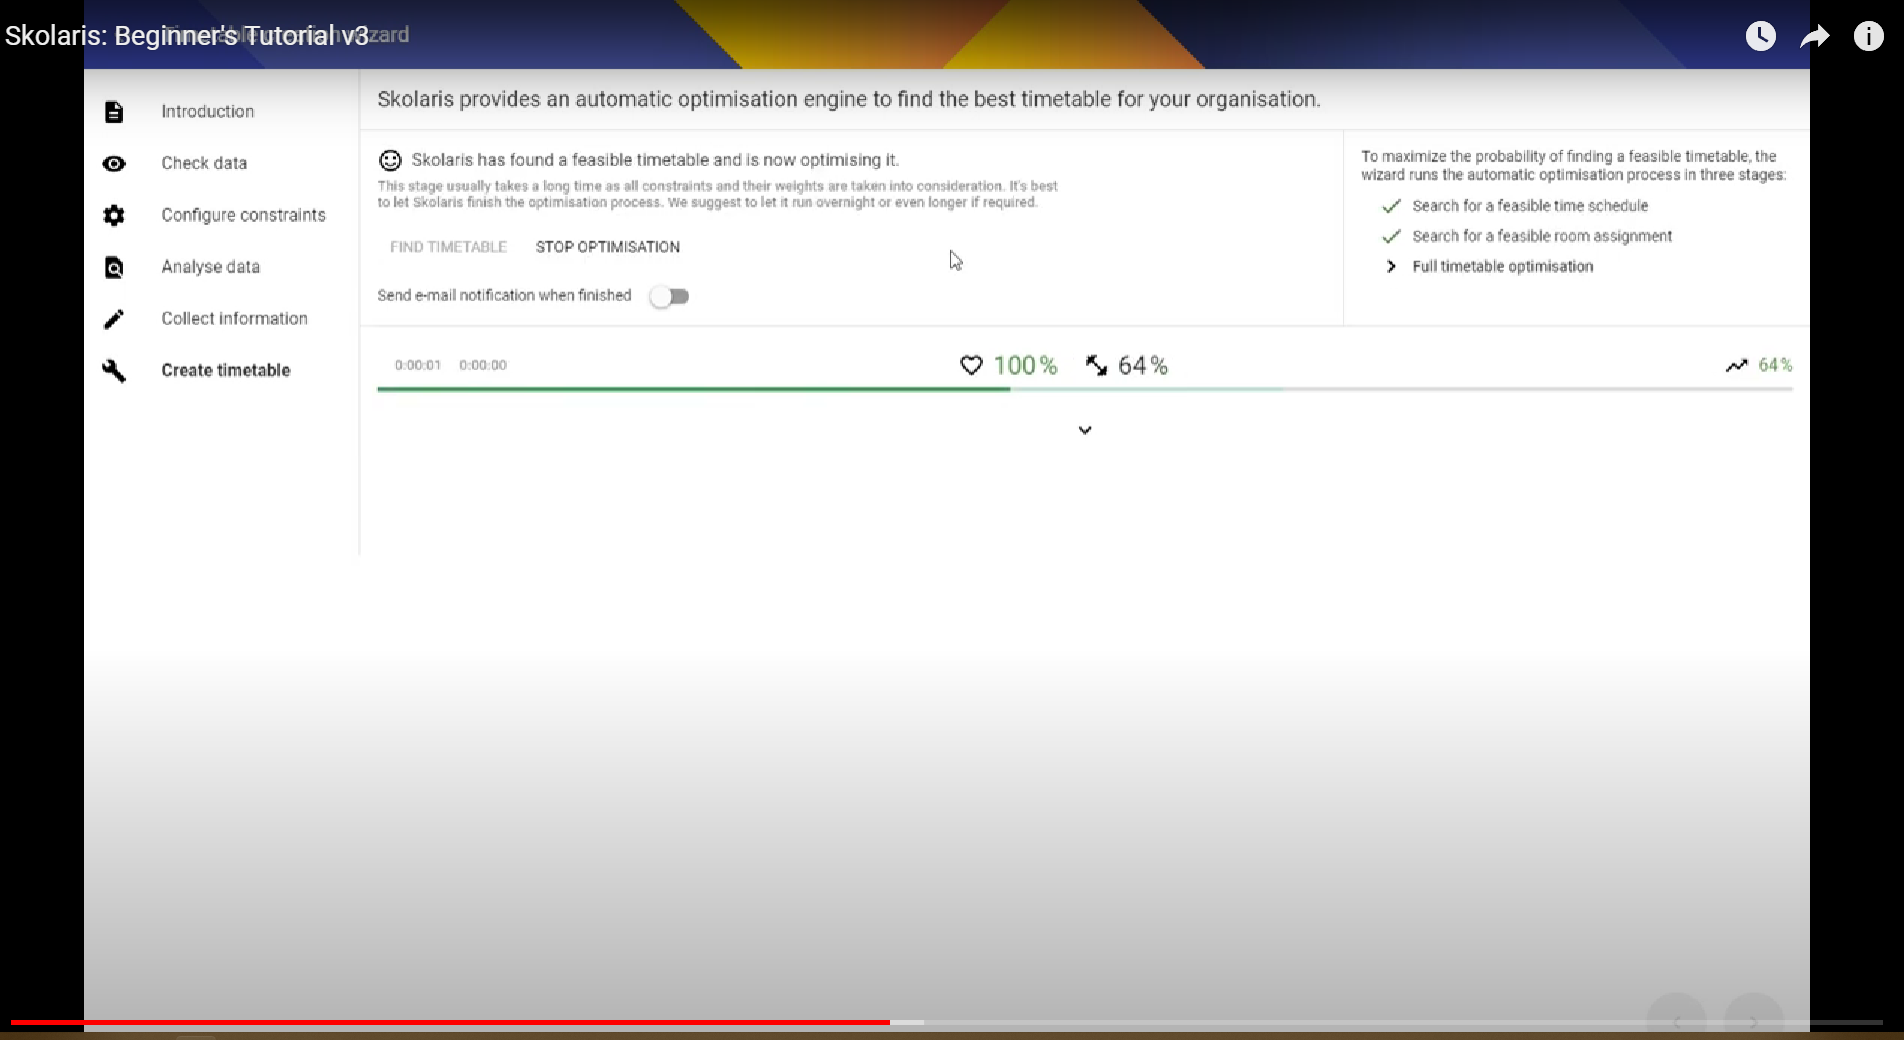 Skolaris: Beginner's Tutorial v3
Introduction
Check data
Configure constraints
Analyse data
Collect information
Create timetable
Skolaris provides an automatic optimisation engine to find the best timetable for your organisation.
Skolaris has found a feasible timetable and is now optimising it.
This stage usually takes a long time as all constraints and their weights are taken into consideration. It's best
to let Skolaris finish the optimisation process. We suggest to let it run overnight or even longer if required.
FIND TIMETABLE STOP OPTIMISATION
Send e-mail notification when finished
To maximize the probability of finding a feasible timetable, the
wizard runs the automatic optimisation process in three stages:
Search for a feasible time schedule
Search for a feasible room assignment
Full timetable optimisation
0:00:01 0:00:00 100% 64% 64%